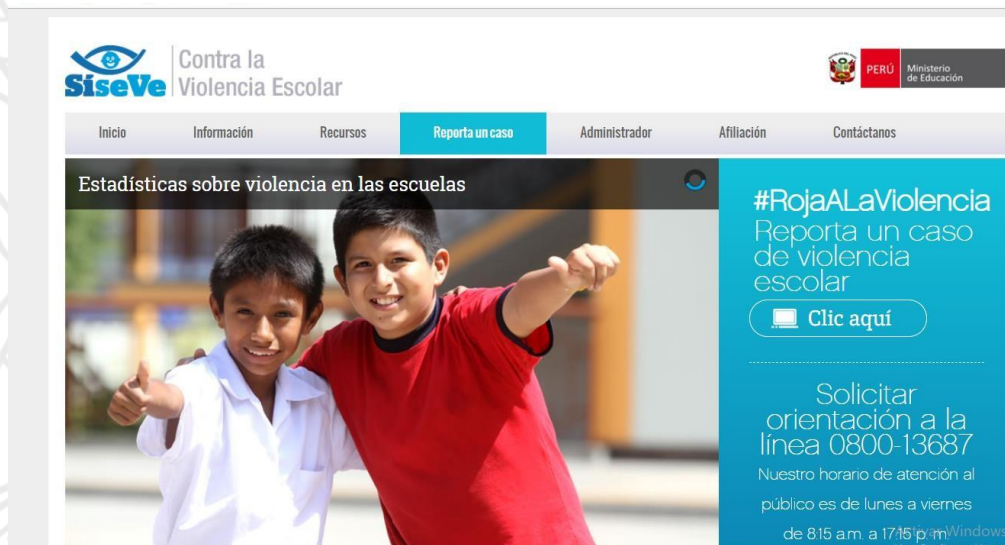 SíseVe
Contra la
Violencia Escolar
PERÚ
Ministerio
de Educación
Inicio
Información
Recursos
Reporta un caso
Administrador
Afiliación
Contáctanos
Estadísticas sobre violencia en las escuelas
#RojaALaViolencia
Reporta un caso
de violencia
escolar
Clic aquí
Solicitar
orientación a la
línea 0800-13687
Nuestro horario de atención al
público es de lunes a viernes
de 8:15 a.m. a p.m.
Windows